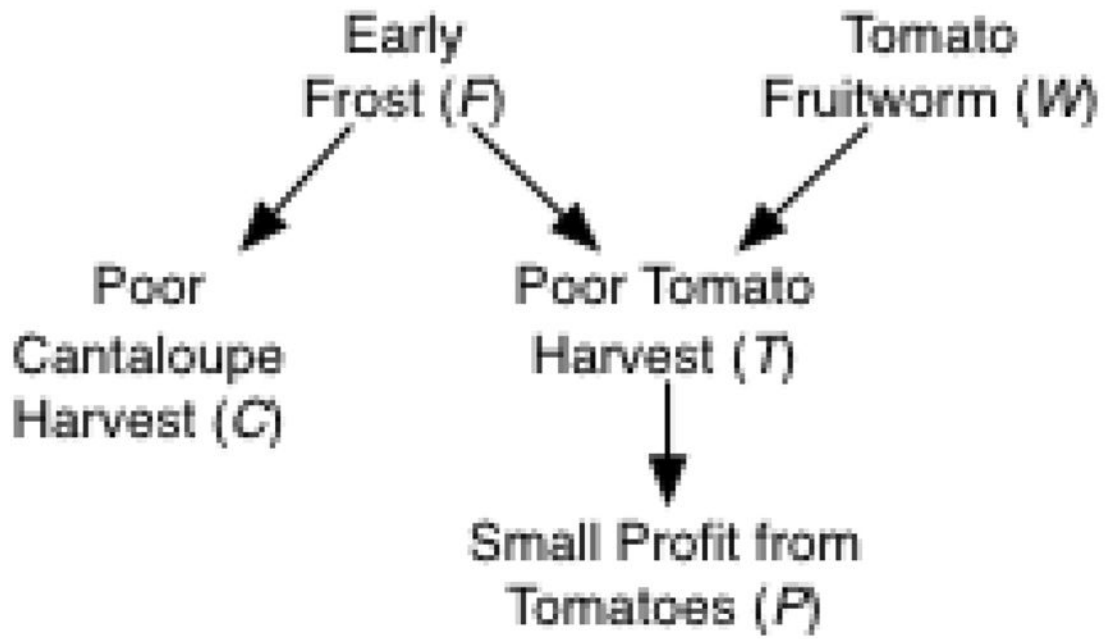 Early
Frost (F)
Tomato
Fruitworm (W)
Poor
Cantaloupe
Harvest (C)
Poor Tomato
Harvest (T)
Small Profit from
Tomatoes (P)